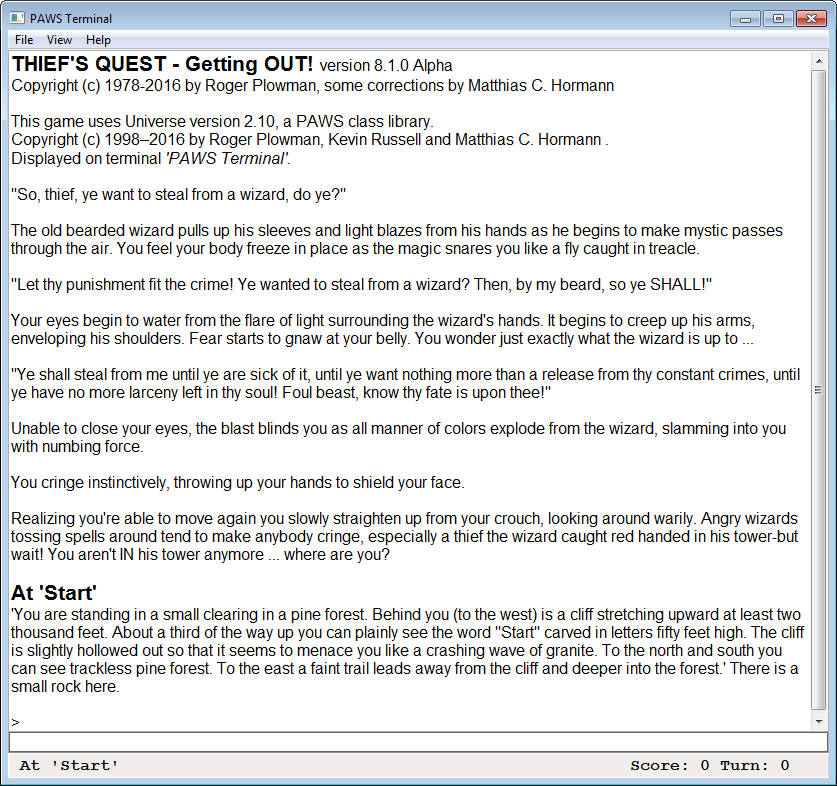 PAWS Terminal
File View Help
THIEF'S QUEST - Getting OUT! version 8.1.0 Alpha
Copyright (c) 1978-2016 by Roger Plowman, some corrections by Matthias C. Hormann
This game uses Universe version 2.10, a PAWS class library.
Copyright (c) 1998–2016 by Roger Plowman, Kevin Russell and Matthias C. Hormann .
Displayed on terminal 'PAWS Terminal'.
"So, thief, ye want to steal from a wizard, do ye?"
The old bearded wizard pulls up his sleeves and light blazes from his hands as he begins to make mystic passes
through the air. You feel your body freeze in place as the magic snares you like a fly caught in treacle.
"Let thy punishment fit the crime! Ye wanted to steal from a wizard? Then, by my beard, so ye SHALL!"
Your eyes begin to water from the flare of light surrounding the wizard's hands. It begins to creep up his arms,
enveloping his shoulders. Fear starts to gnaw at your belly. You wonder just exactly what the wizard is up to ...
"Ye shall steal from me until ye are sick of it, until ye want nothing more than a release from thy constant crimes, until
ye have no more larceny left in thy soul! Foul beast, know thy fate is upon thee!"
Unable to close your eyes, the blast blinds you as all manner of colors explode from the wizard, slamming into you
with numbing force.
You cringe instinctively, throwing up your hands to shield your face.
Realizing you're able to move again you slowly straighten up from your crouch, looking around warily. Angry wizards
tossing spells around tend to make anybody cringe, especially a thief the wizard caught red handed in his tower-but
wait! You aren't IN his tower anymore ... where are you?
At 'Start'
'You are standing in a small clearing in a pine forest. Behind you (to the west) is a cliff stretching upward at least two
thousand feet. About a third of the way up you can plainly see the word "Start" carved in letters fifty feet high. The cliff
is slightly hollowed out so that it seems to menace you like a crashing wave of granite. To the north and south you
can see trackless pine forest. To the east a faint trail leads away from the cliff and deeper into the forest.' There is a
small rock here.
>
At 'Start' Score: 0 Turn: 0